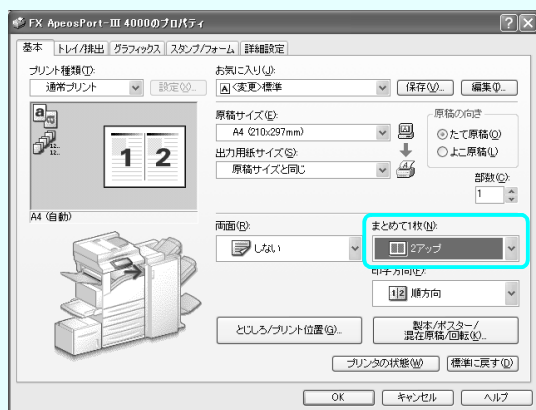 FX ApeosPort-III 4000のプロパティ
基本 トレイ/排出 グラフィックス スタンプ/フォーム 詳細設定
プリント種類(T):
通常プリント 設定(X)...
お気に入り(J):
A <変更>標準 保存(V)... 編集(I)...
原稿サイズ(E):
A4 (210x297mm)
原稿の向き
たて原稿(O)
よこ原稿(L)
出力用紙サイズ(S):
原稿サイズと同じ
部数(C):
1
1 2
A4 (自動)
両面(R):
しない
まとめて1枚(N):
2アップ
印字方向(F):
1 2 順方向
とじしろ/プリント位置(G)...
製本/ポスター/
混在原稿/回転(K)...
プリンタの状態(W) 標準に戻す(D)
OK キャンセル ヘルプ